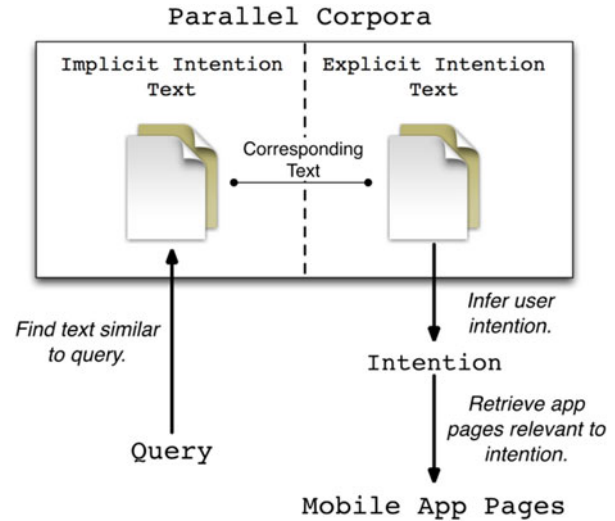 Parallel Corpora
Implicit Intention
Text
Explicit Intention
Text
Corresponding
Text
Find text similar
to query.
Infer user
intention.
Intention
Retrieve app
pages relevant to
intention.
Query
Mobile App Pages